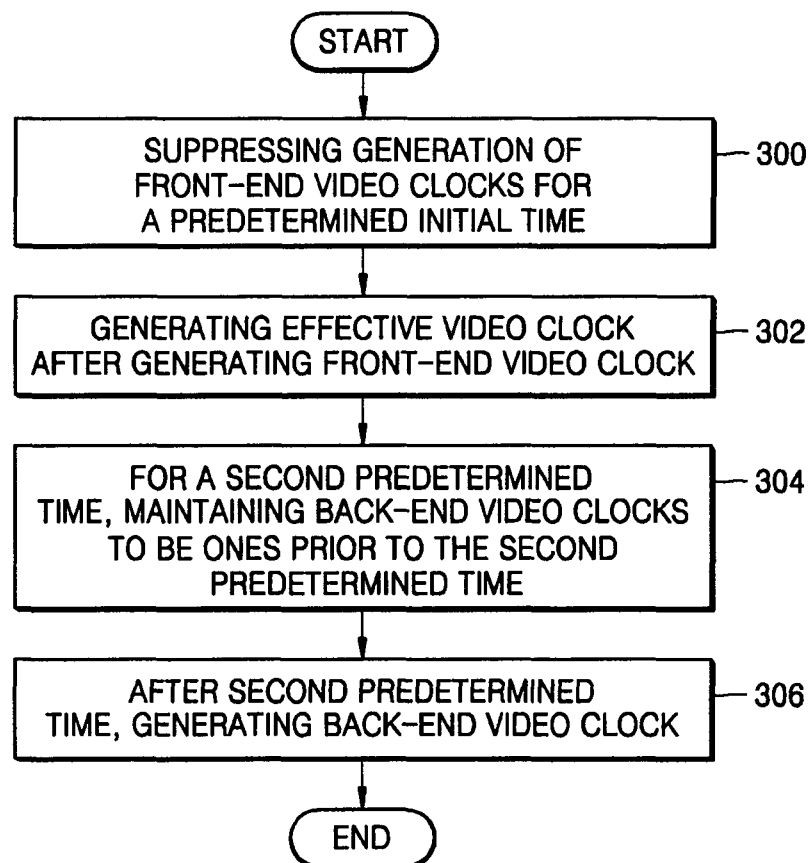 START
SUPPRESSING GENERATION OF
FRONT-END VIDEO CLOCKS FOR
A PREDETERMINED INITIAL TIME
300
GENERATING EFFECTIVE VIDEO CLOCK
AFTER GENERATING FRONT-END VIDEO CLOCK
302
FOR A SECOND PREDETERMINED
TIME, MAINTAINING BACK-END VIDEO CLOCKS
TO BE ONES PRIOR TO THE SECOND
PREDETERMINED TIME
304
AFTER SECOND PREDETERMINED
TIME, GENERATING BACK-END VIDEO CLOCK
306
END